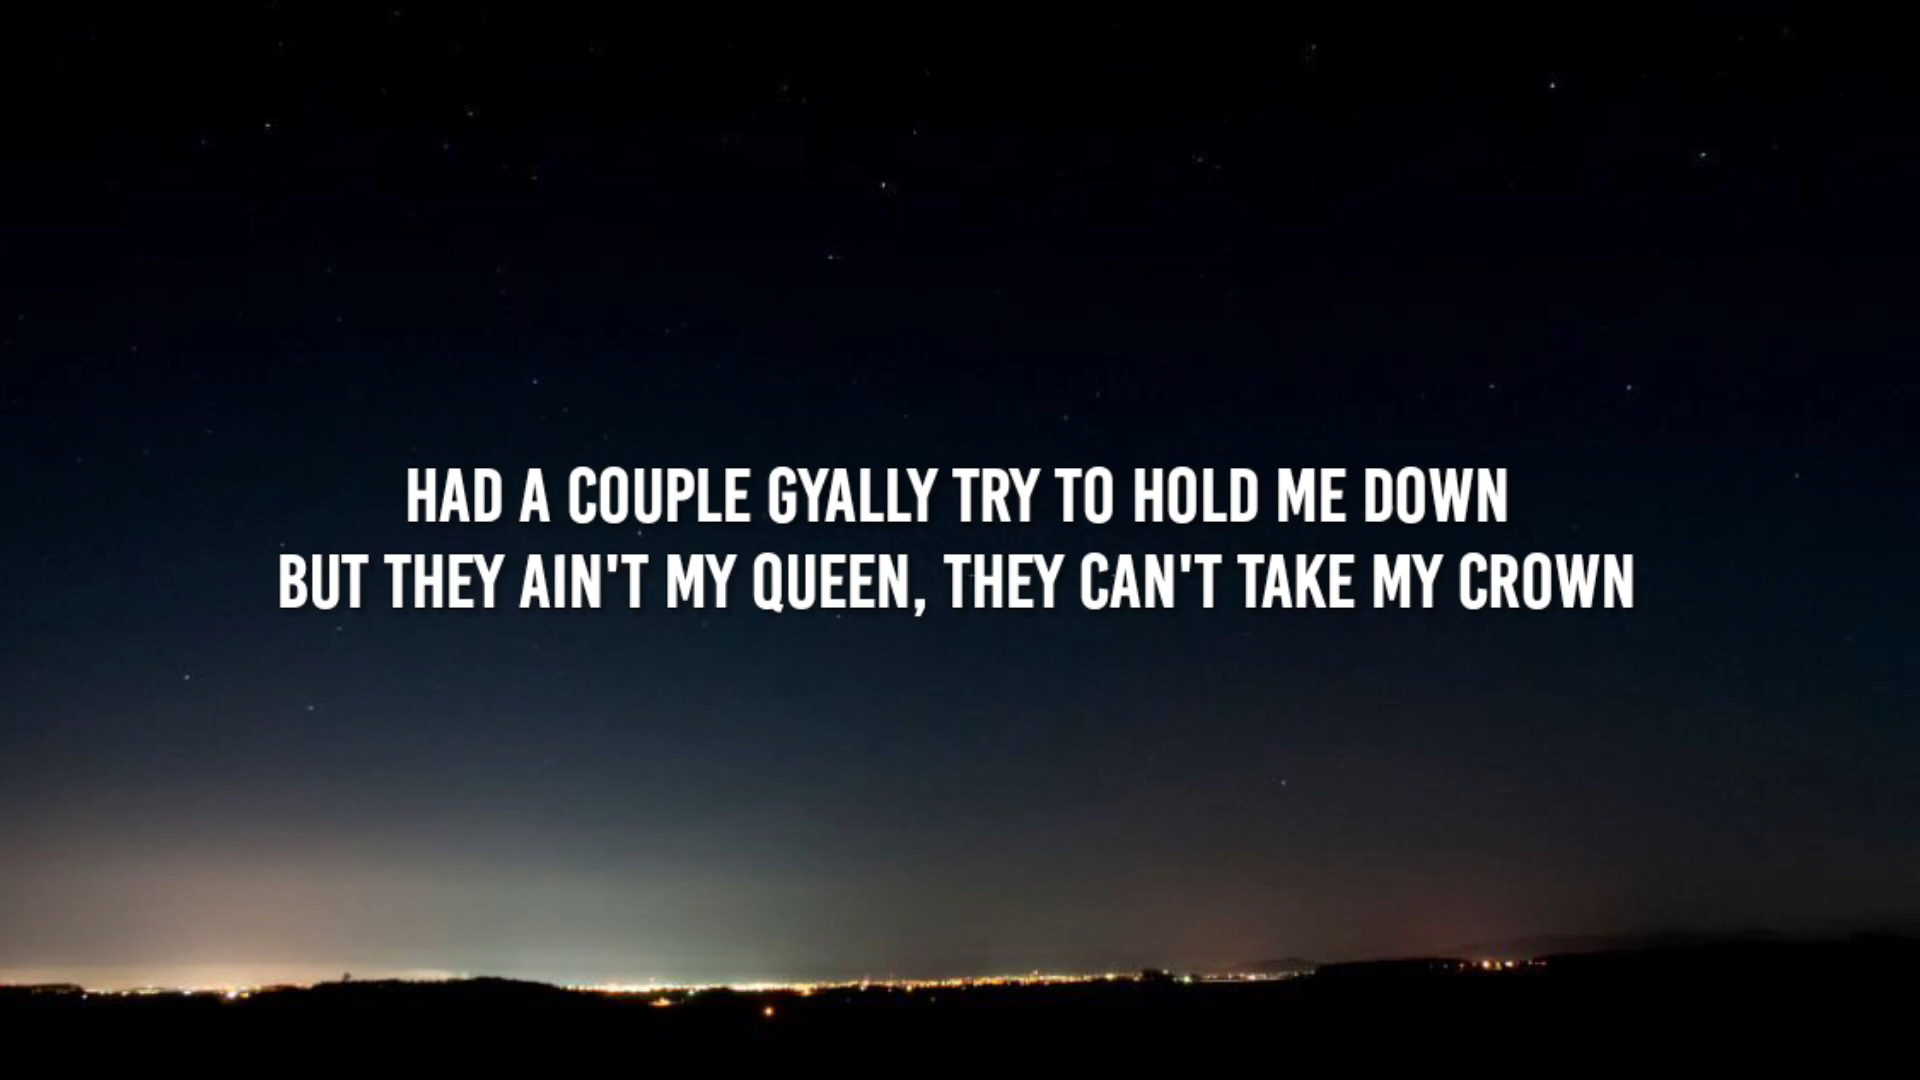 HAD A COUPLE GYALLY TRY TO HOLD ME DOWN
BUT THEY AIN'T MY QUEEN, THEY CAN'T TAKE MY CROWN